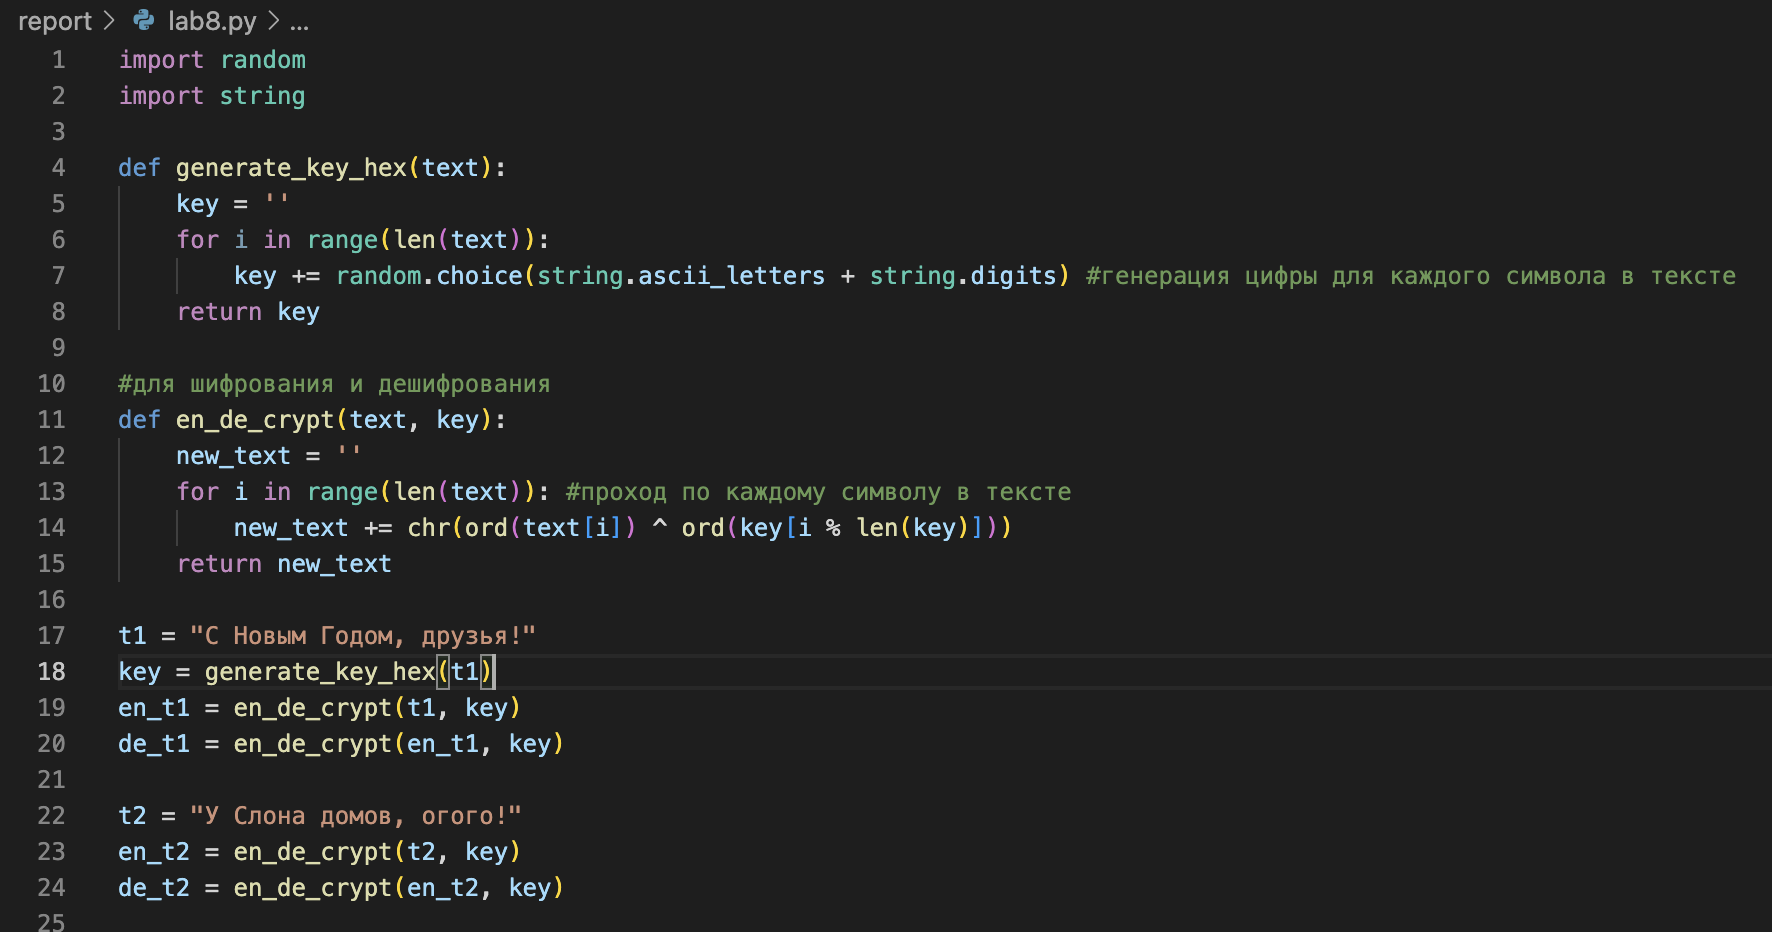 report > lab8.py > ...
1 import random
2 import string
3
4 def generate_key_hex(text):
5     key = ''
6     for i in range(len(text)):
7         key += random.choice(string.ascii_letters + string.digits) #генерация цифры для каждого символа в тексте
8     return key
9
10 #для шифрования и дешифрования
11 def en_de_crypt(text, key):
12     new_text = ''
13     for i in range(len(text)): #проход по каждому символу в тексте
14         new_text += chr(ord(text[i]) ^ ord(key[i % len(key)]))
15     return new_text
16
17 t1 = "С Новым Годом, друзья!"
18 key = generate_key_hex(t1)
19 en_t1 = en_de_crypt(t1, key)
20 de_t1 = en_de_crypt(en_t1, key)
21
22 t2 = "У Слона домов, огого!"
23 en_t2 = en_de_crypt(t2, key)
24 de_t2 = en_de_crypt(en_t2, key)
25